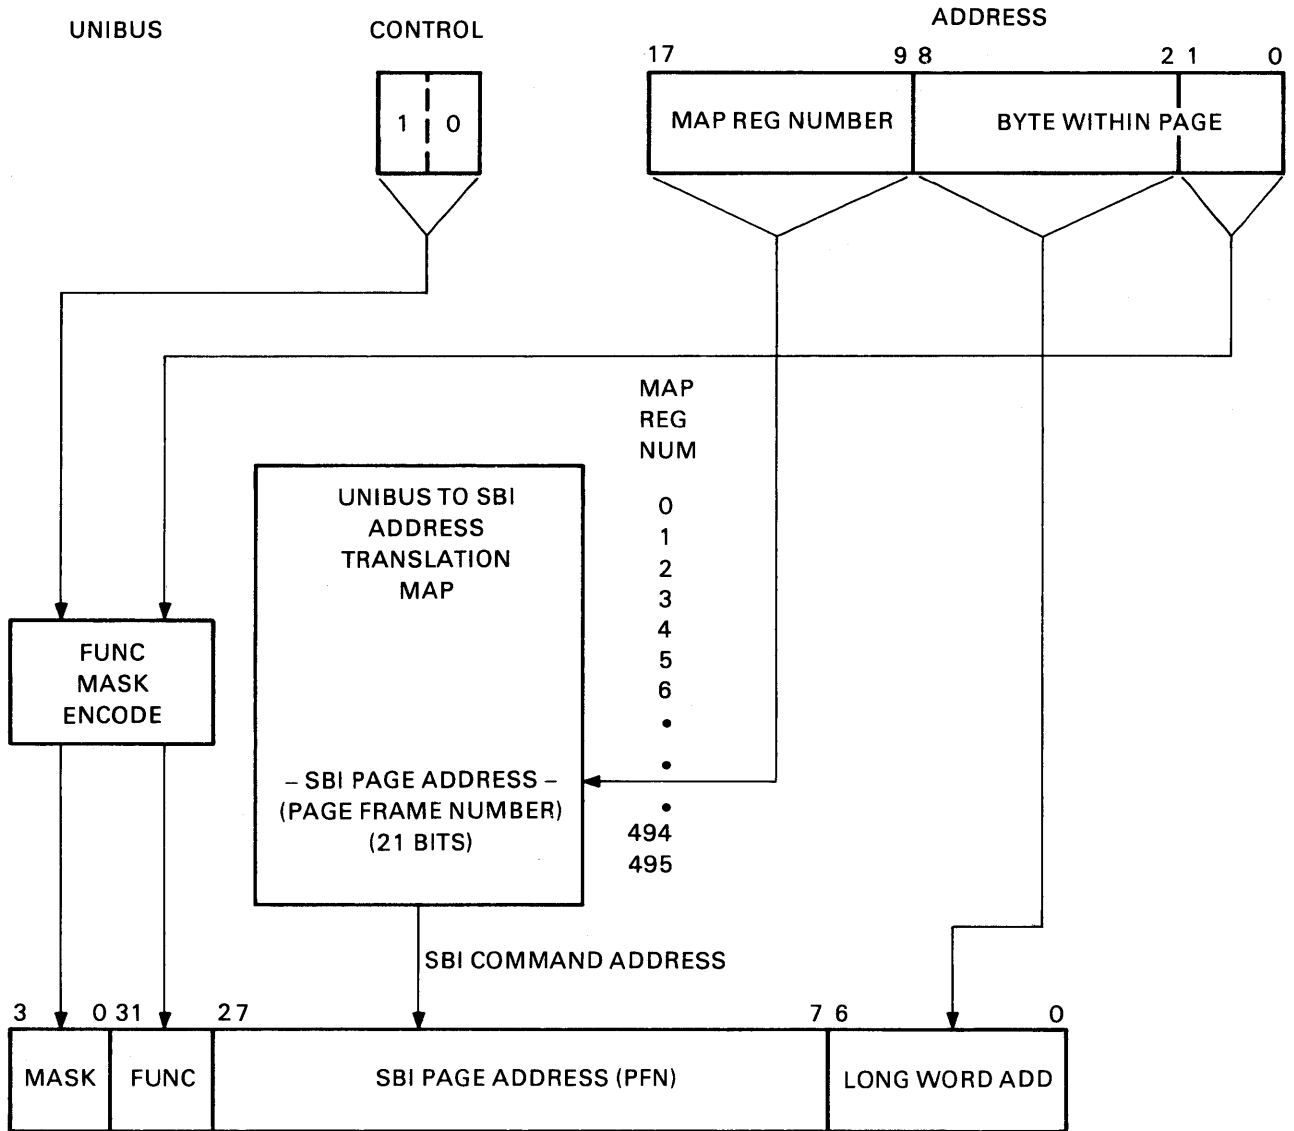 UNIBUS CONTROL ADDRESS
17 9 8 2 1 0
1 0 MAP REG NUMBER BYTE WITHIN PAGE
MAP
REG
NUM
UNIBUS TO SBI
ADDRESS
TRANSLATION
MAP
0
1
2
3
4
5
6
•
•
•
494
495
FUNC
MASK
ENCODE
– SBI PAGE ADDRESS –
(PAGE FRAME NUMBER)
(21 BITS)
SBI COMMAND ADDRESS
3 0 31 27 7 6 0
MASK FUNC SBI PAGE ADDRESS (PFN) LONG WORD ADD